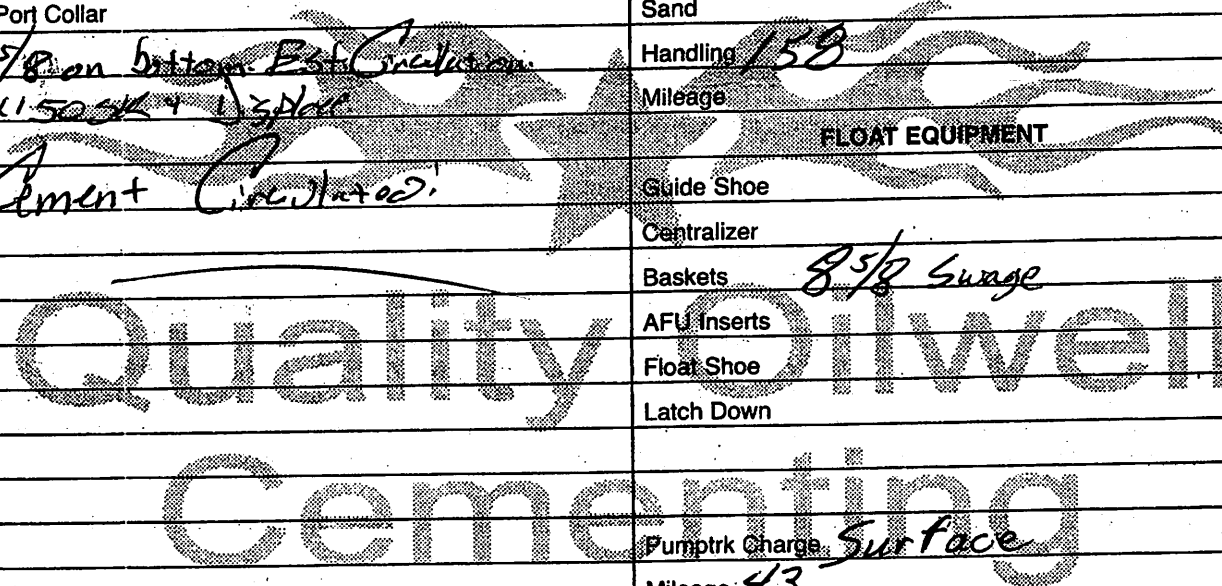 Port Collar
5/8 on bottom. Est. Circulation
150 SK & Displace
Cement Circulated!
Sand
Handling 158
Mileage
FLOAT EQUIPMENT
Guide Shoe
Centralizer
Baskets 8 5/8 Swage
AFU Inserts
Float Shoe
Latch Down
Pumptrk Charge Surface
Mileage 43
Quality Oilwell
Cementing